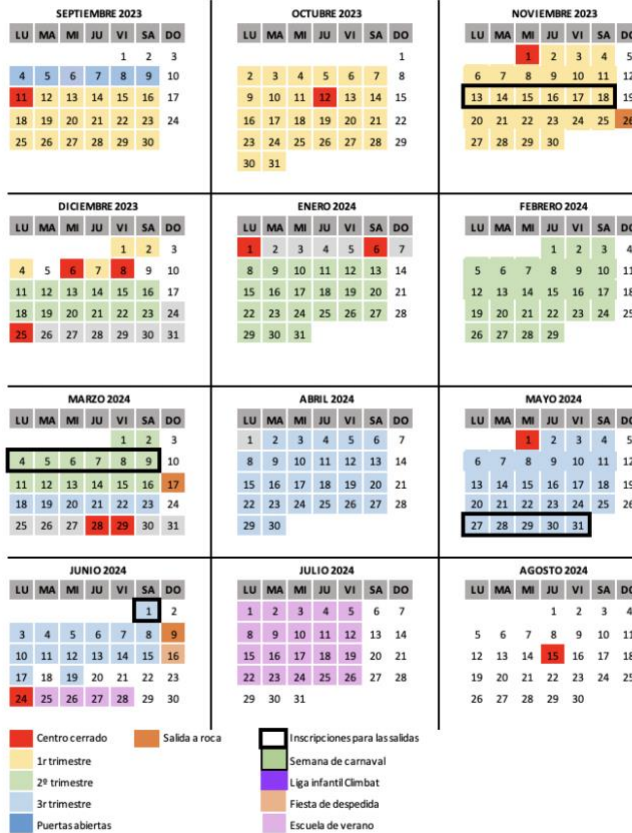 SEPTIEMBRE 2023
LU MA MI JU VI SA DO
1 2 3
4 5 6 7 8 9 10
11 12 13 14 15 16 17
18 19 20 21 22 23 24
25 26 27 28 29 30
OCTUBRE 2023
LU MA MI JU VI SA DO
1
2 3 4 5 6 7 8
9 10 11 12 13 14 15
16 17 18 19 20 21 22
23 24 25 26 27 28 29
30 31
NOVIEMBRE 2023
LU MA MI JU VI SA DO
1 2 3 4 5
6 7 8 9 10 11 12
13 14 15 16 17 18 19
20 21 22 23 24 25 26
27 28 29 30
DICIEMBRE 2023
LU MA MI JU VI SA DO
1 2 3
4 5 6 7 8 9 10
11 12 13 14 15 16 17
18 19 20 21 22 23 24
25 26 27 28 29 30 31
ENERO 2024
LU MA MI JU VI SA DO
1 2 3 4 5 6 7
8 9 10 11 12 13 14
15 16 17 18 19 20 21
22 23 24 25 26 27 28
29 30 31
FEBRERO 2024
LU MA MI JU VI SA DO
1 2 3 4
5 6 7 8 9 10 11
12 13 14 15 16 17 18
19 20 21 22 23 24 25
26 27 28 29
MARZO 2024
LU MA MI JU VI SA DO
1 2 3
4 5 6 7 8 9 10
11 12 13 14 15 16 17
18 19 20 21 22 23 24
25 26 27 28 29 30 31
ABRIL 2024
LU MA MI JU VI SA DO
1 2 3 4 5 6 7
8 9 10 11 12 13 14
15 16 17 18 19 20 21
22 23 24 25 26 27 28
29 30
MAYO 2024
LU MA MI JU VI SA DO
1 2 3 4 5
6 7 8 9 10 11 12
13 14 15 16 17 18 19
20 21 22 23 24 25 26
27 28 29 30 31
JUNIO 2024
LU MA MI JU VI SA DO
1 2
3 4 5 6 7 8 9
10 11 12 13 14 15 16
17 18 19 20 21 22 23
24 25 26 27 28 29 30
JULIO 2024
LU MA MI JU VI SA DO
1 2 3 4 5 6 7
8 9 10 11 12 13 14
15 16 17 18 19 20 21
22 23 24 25 26 27 28
29 30 31
AGOSTO 2024
LU MA MI JU VI SA DO
1 2 3 4
5 6 7 8 9 10 11
12 13 14 15 16 17 18
19 20 21 22 23 24 25
26 27 28 29 30
Centro cerrado
1r trimestre
2º trimestre
3r trimestre
Puertas abiertas
Salida a roca
Inscripciones para las salidas
Semana de carnaval
Liga infantil Climbat
Fiesta de despedida
Escuela de verano